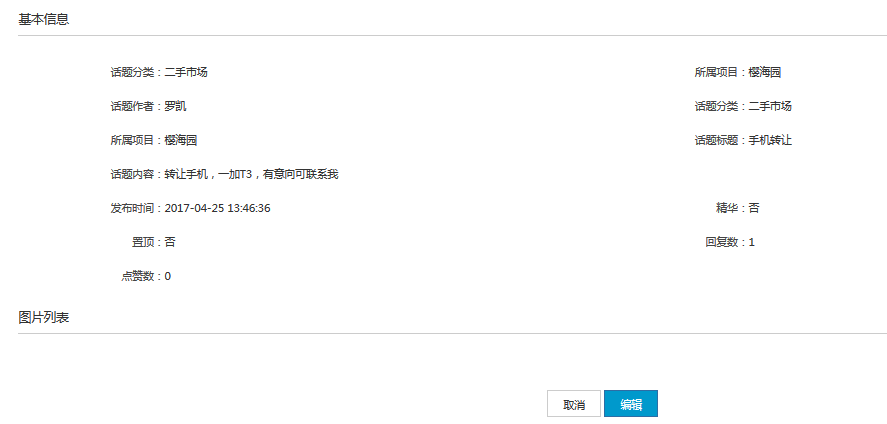 基本信息
话题分类：二手市场 所属项目：樱海园
话题作者：罗凯 话题分类：二手市场
所属项目：樱海园 话题标题：手机转让
话题内容：转让手机，一加T3，有意向可联系我
发布时间：2017-04-25 13:46:36 精华：否
置顶：否 回复数：1
点赞数：0
图片列表
取消 编辑